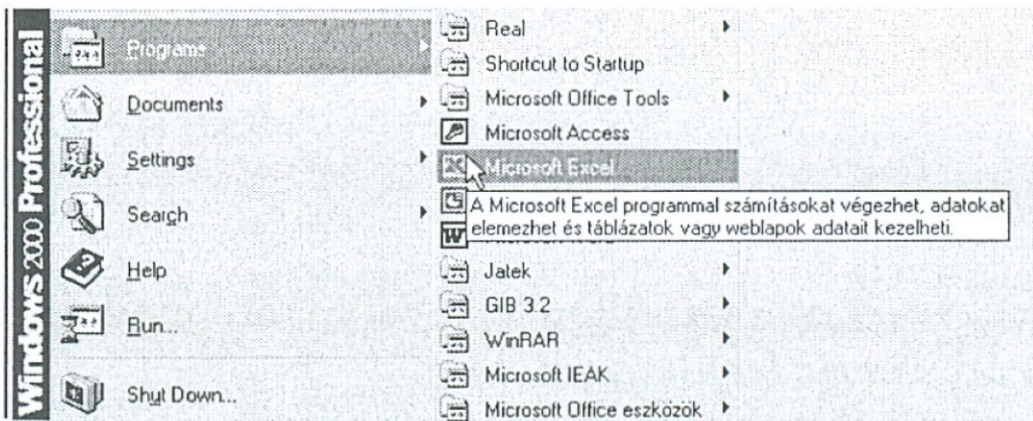 Windows 2000 Professional
Programs
Documents
Settings
Search
Help
Run...
Shut Down...
Real
Shortcut to Startup
Microsoft Office Tools
Microsoft Access
Microsoft Excel
A Microsoft Excel programmal számításokat végezhet, adatokat
elemezhet és táblázatok vagy weblapok adatait kezelheti.
Jatek
GIB 3.2
WinRAR
Microsoft IEAK
Microsoft Office eszközök